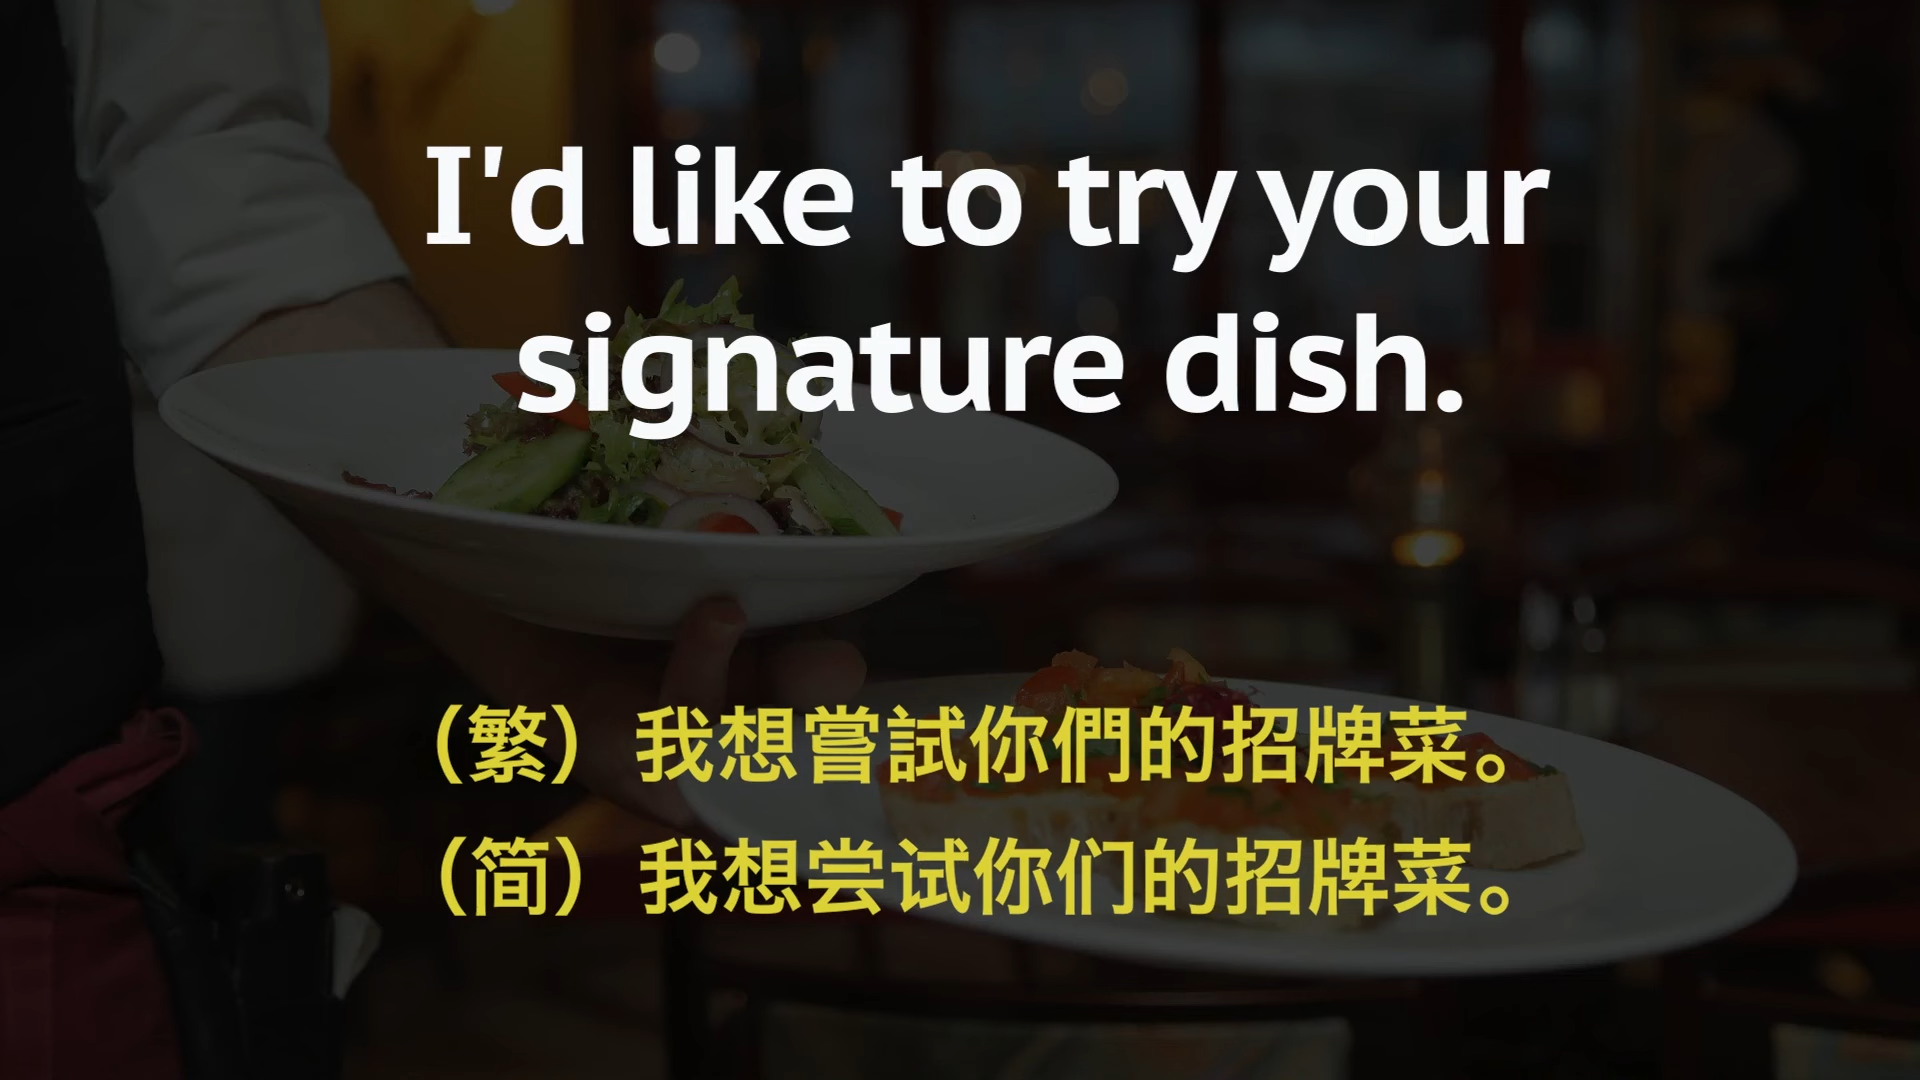 I'd like to try your
signature dish.
（繁）我想嘗試你們的招牌菜。
（简）我想尝试你们的招牌菜。